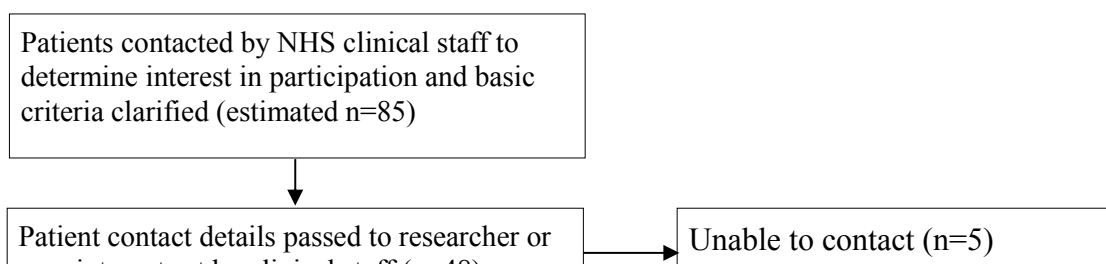 Patients contacted by NHS clinical staff to
determine interest in participation and basic
criteria clarified (estimated n=85)
Patient contact details passed to researcher or
Unable to contact (n=5)